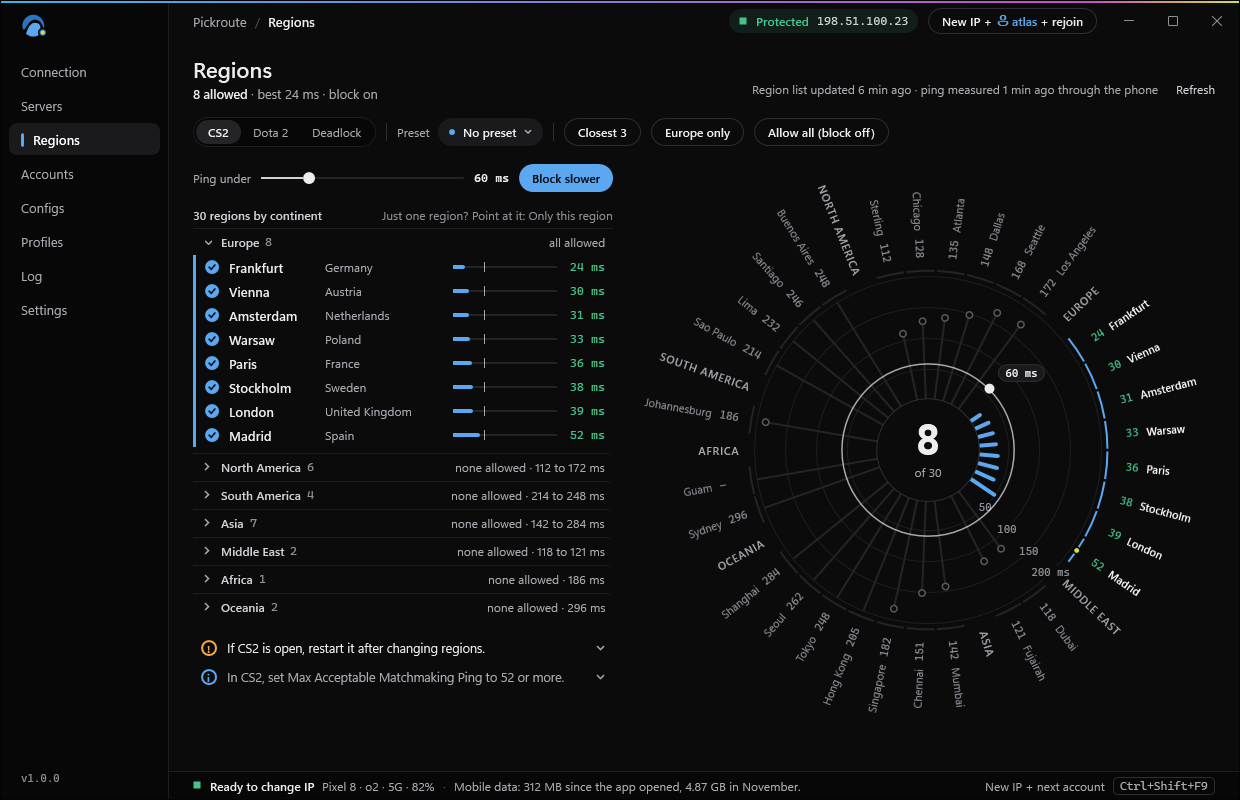 Pickroute / Regions
Protected 198.51.100.23
New IP + atlas + rejoin
Connection
Servers
Regions
Accounts
Configs
Profiles
Log
Settings
v1.0.0
Regions
8 allowed · best 24 ms · block on
Region list updated 6 min ago · ping measured 1 min ago through the phone
Refresh
CS2 Dota 2 Deadlock
Preset No preset
Closest 3
Europe only
Allow all (block off)
Ping under 60 ms Block slower
30 regions by continent
Just one region? Point at it: Only this region
Europe 8 all allowed
Frankfurt Germany 24 ms
Vienna Austria 30 ms
Amsterdam Netherlands 31 ms
Warsaw Poland 33 ms
Paris France 36 ms
Stockholm Sweden 38 ms
London United Kingdom 39 ms
Madrid Spain 52 ms
North America 6 none allowed · 112 to 172 ms
South America 4 none allowed · 214 to 248 ms
Asia 7 none allowed · 142 to 284 ms
Middle East 2 none allowed · 118 to 121 ms
Africa 1 none allowed · 186 ms
Oceania 2 none allowed · 296 ms
If CS2 is open, restart it after changing regions.
In CS2, set Max Acceptable Matchmaking Ping to 52 or more.
NORTH AMERICA
Sterling 112
Chicago 128
135 Atlanta
148 Dallas
168 Seattle
172 Los Angeles
EUROPE
24 Frankfurt
30 Vienna
31 Amsterdam
33 Warsaw
36 Paris
38 Stockholm
39 London
52 Madrid
MIDDLE EAST
118 Dubai
121 Fujairah
ASIA
142 Mumbai
Chennai 151
Singapore 182
Hong Kong 205
Tokyo 248
Seoul 262
Shanghai 284
OCEANIA
Sydney 296
Guam –
AFRICA
Johannesburg 186
SOUTH AMERICA
Sao Paulo 214
Lima 232
Santiago 246
Buenos Aires 248
60 ms
8
of 30
50
100
150
200 ms
Ready to change IP Pixel 8 · o2 · 5G · 82% · Mobile data: 312 MB since the app opened, 4.87 GB in November.
New IP + next account Ctrl+Shift+F9